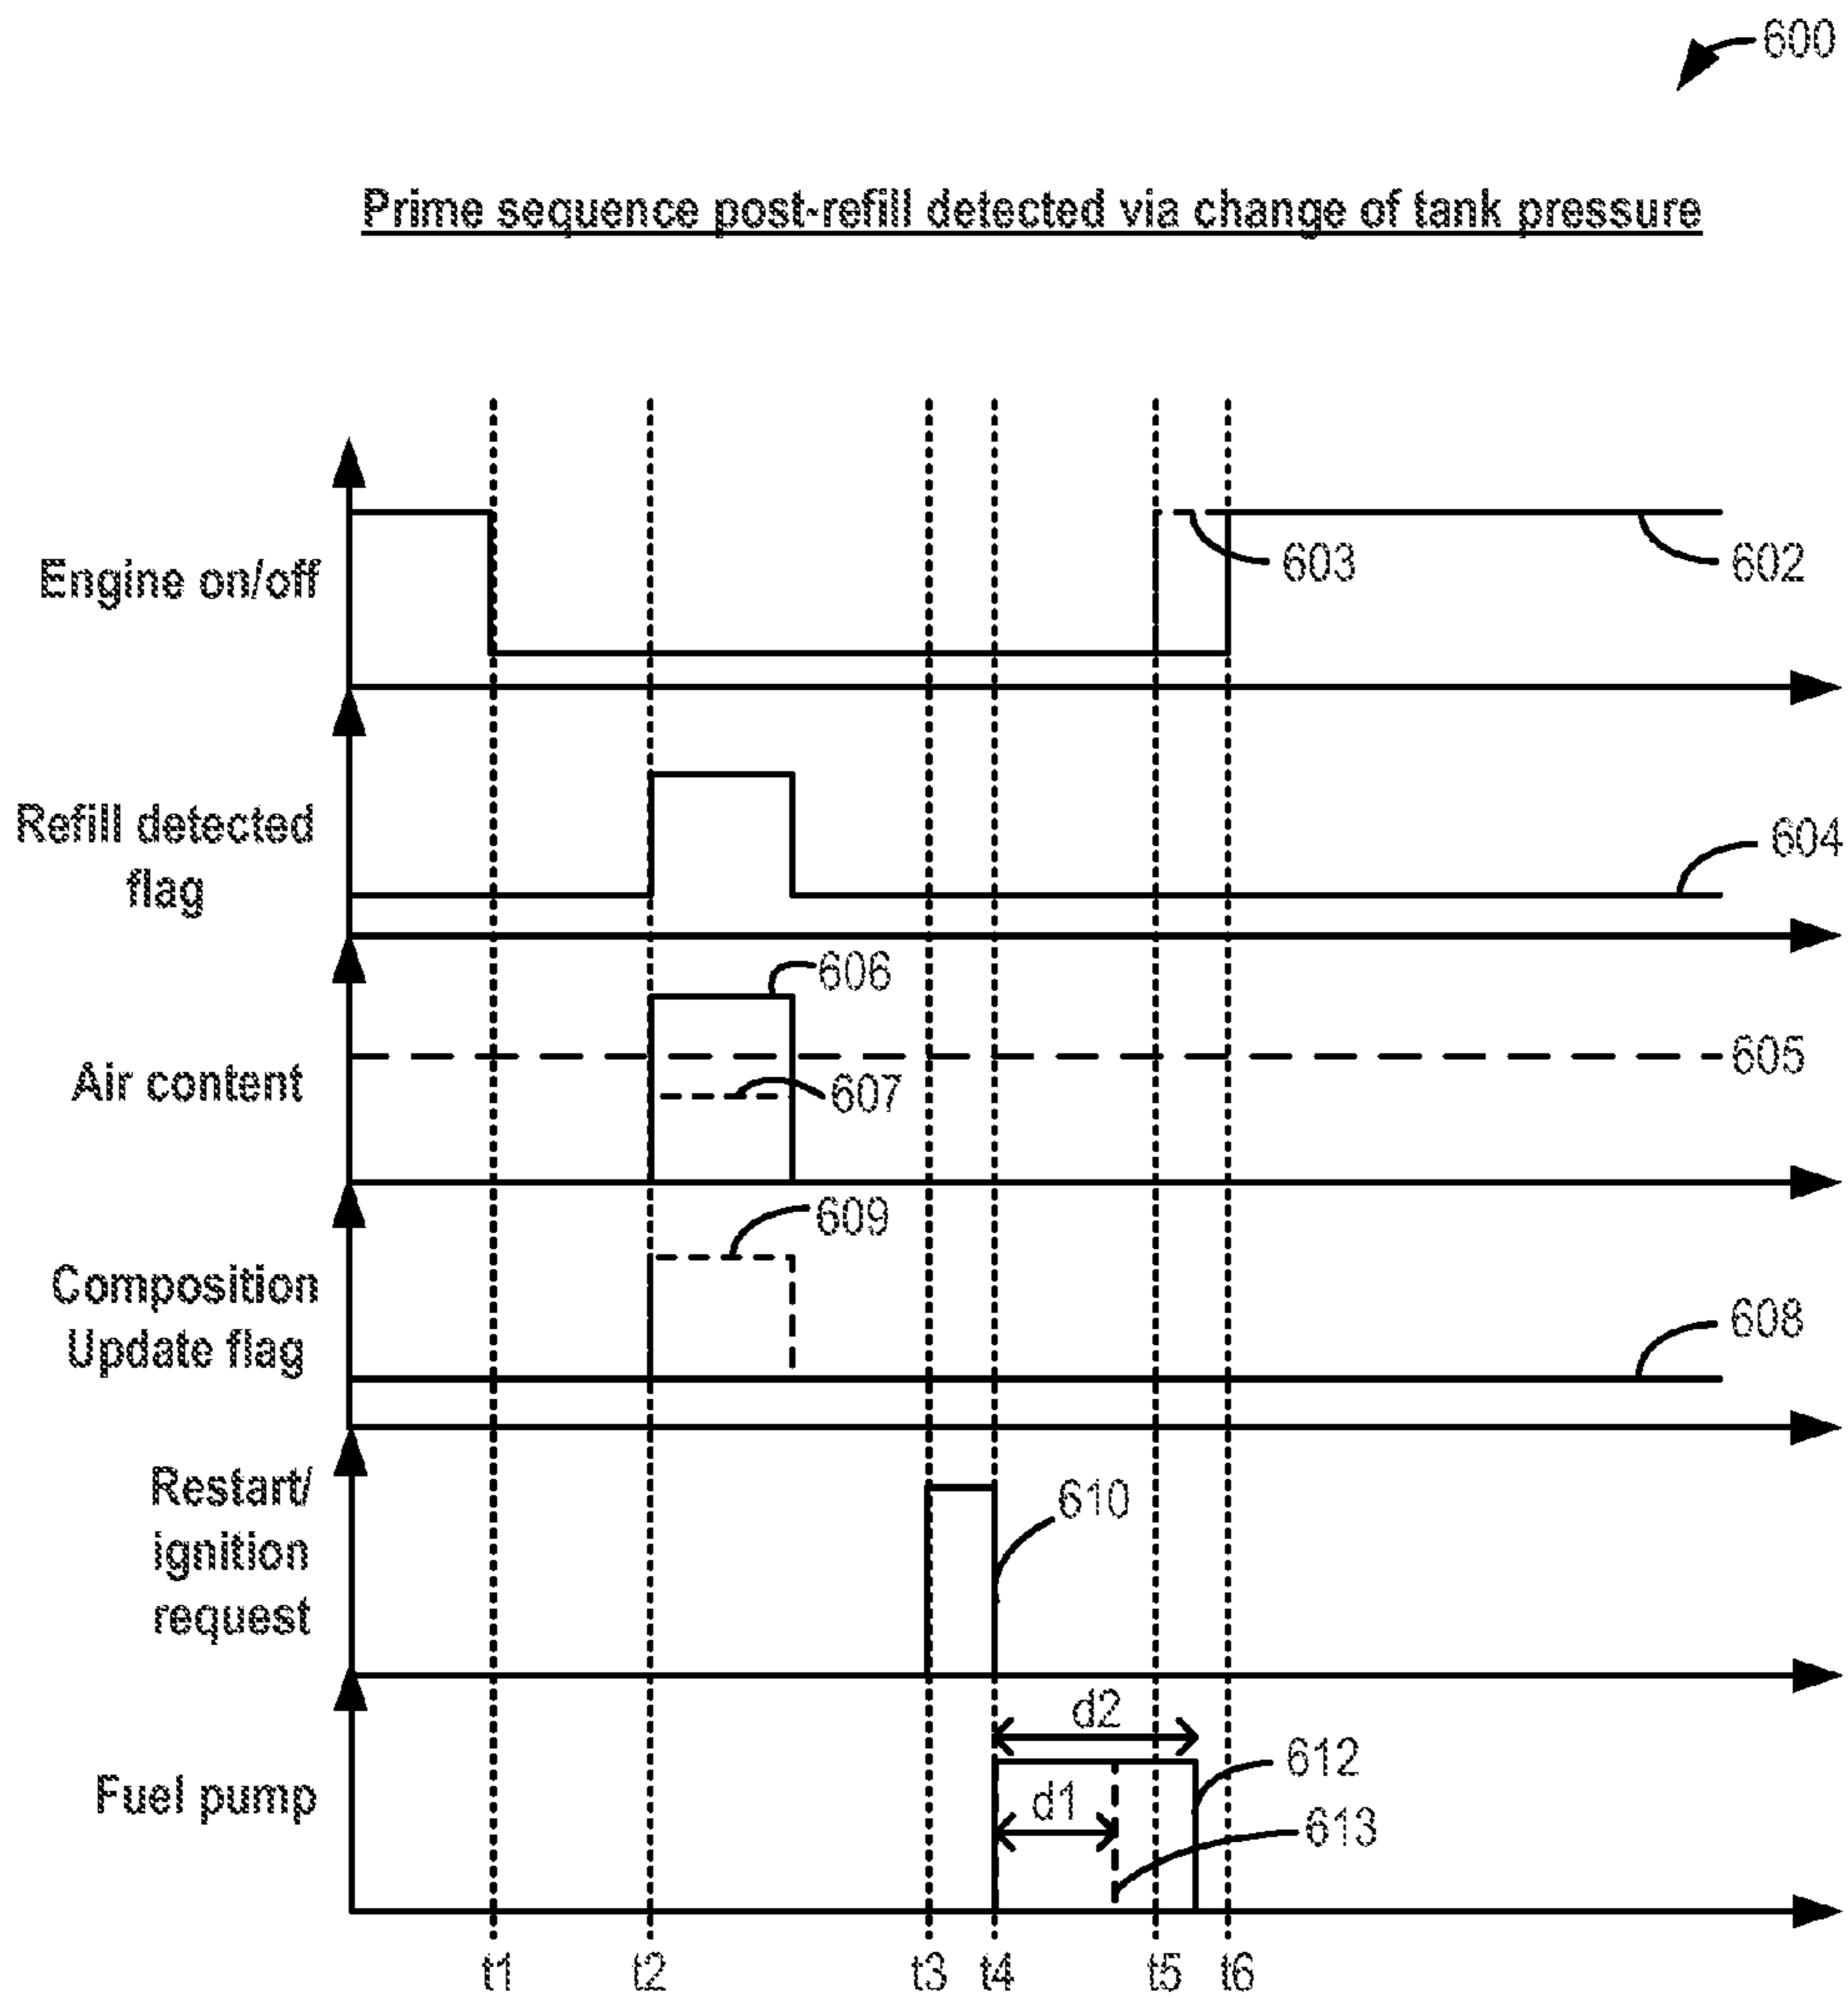 600
Prime sequence post-refill detected via change of tank pressure
Engine on/off
603
602
Refill detected
flag
604
606
Air content
605
607
609
Composition
Update flag
608
Restart/
ignition
request
610
d2
Fuel pump
612
d1
613
t1 t2 t3 t4 t5 t6